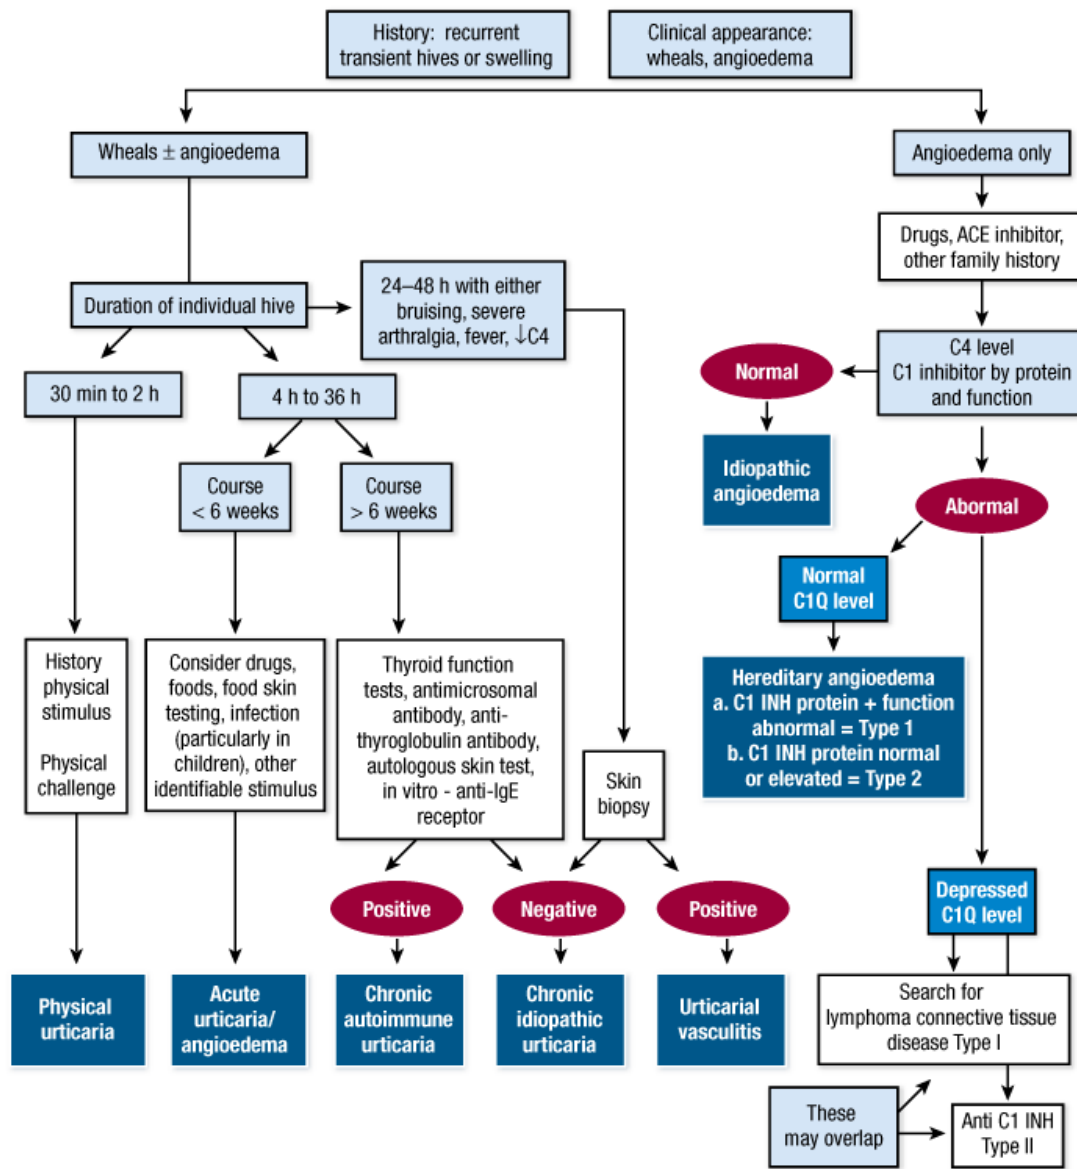 History: recurrent
transient hives or swelling
Clinical appearance:
wheals, angioedema
Wheals ± angioedema
Angioedema only
Drugs, ACE inhibitor,
other family history
Duration of individual hive
24–48 h with either
bruising, severe
arthralgia, fever, ↓C4
C4 level
C1 inhibitor by protein
and function
Normal
30 min to 2 h
4 h to 36 h
Idiopathic
angioedema
Course
< 6 weeks
Course
> 6 weeks
Abormal
Normal
C1Q level
History
physical
stimulus
Physical
challenge
Consider drugs,
foods, food skin
testing, infection
(particularly in
children), other
identifiable stimulus
Thyroid function
tests, antimicrosomal
antibody, anti-
thyroglobulin antibody,
autologous skin test,
in vitro - anti-IgE
receptor
Skin
biopsy
Hereditary angioedema
a. C1 INH protein + function
abnormal = Type 1
b. C1 INH protein normal
or elevated = Type 2
Positive
Negative
Positive
Depressed
C1Q level
Physical
urticaria
Acute
urticaria/
angioedema
Chronic
autoimmune
urticaria
Chronic
idiopathic
urticaria
Urticarial
vasculitis
Search for
lymphoma connective tissue
disease Type I
These
may overlap
Anti C1 INH
Type II